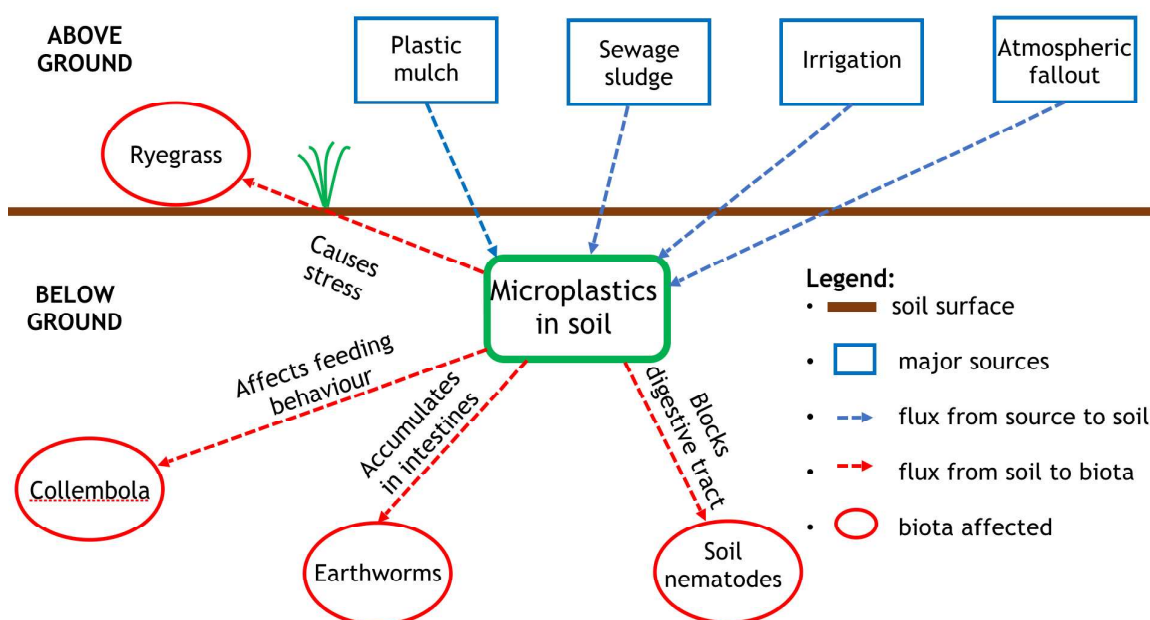 ABOVE
GROUND
Plastic
mulch
Sewage
sludge
Irrigation
Atmospheric
fallout
Ryegrass
Causes
stress
BELOW
GROUND
Microplastics
in soil
Affects feeding
behaviour
Accumulates
in intestines
Blocks
digestive tract
Collembola
Earthworms
Soil
nematodes
Legend:
• soil surface
• major sources
• flux from source to soil
• flux from soil to biota
• biota affected